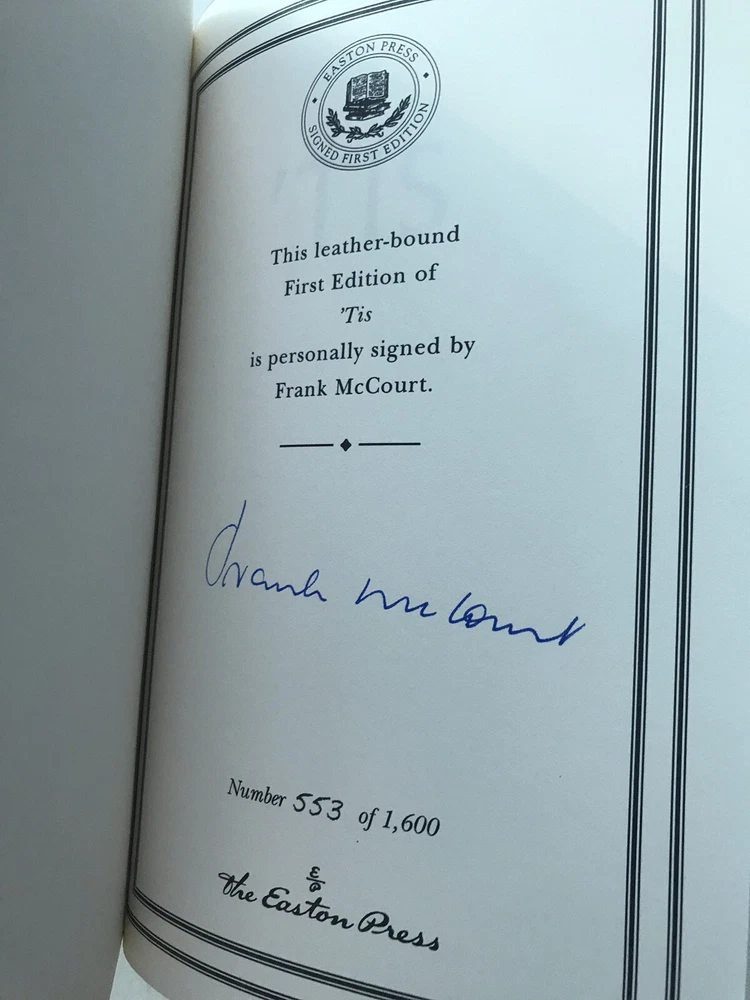 EASTON PRESS
SIGNED FIRST EDITION
This leather-bound
First Edition of
’Tis
is personally signed by
Frank McCourt.
Frank McCourt
Number 553 of 1,600
E
P
the Easton Press